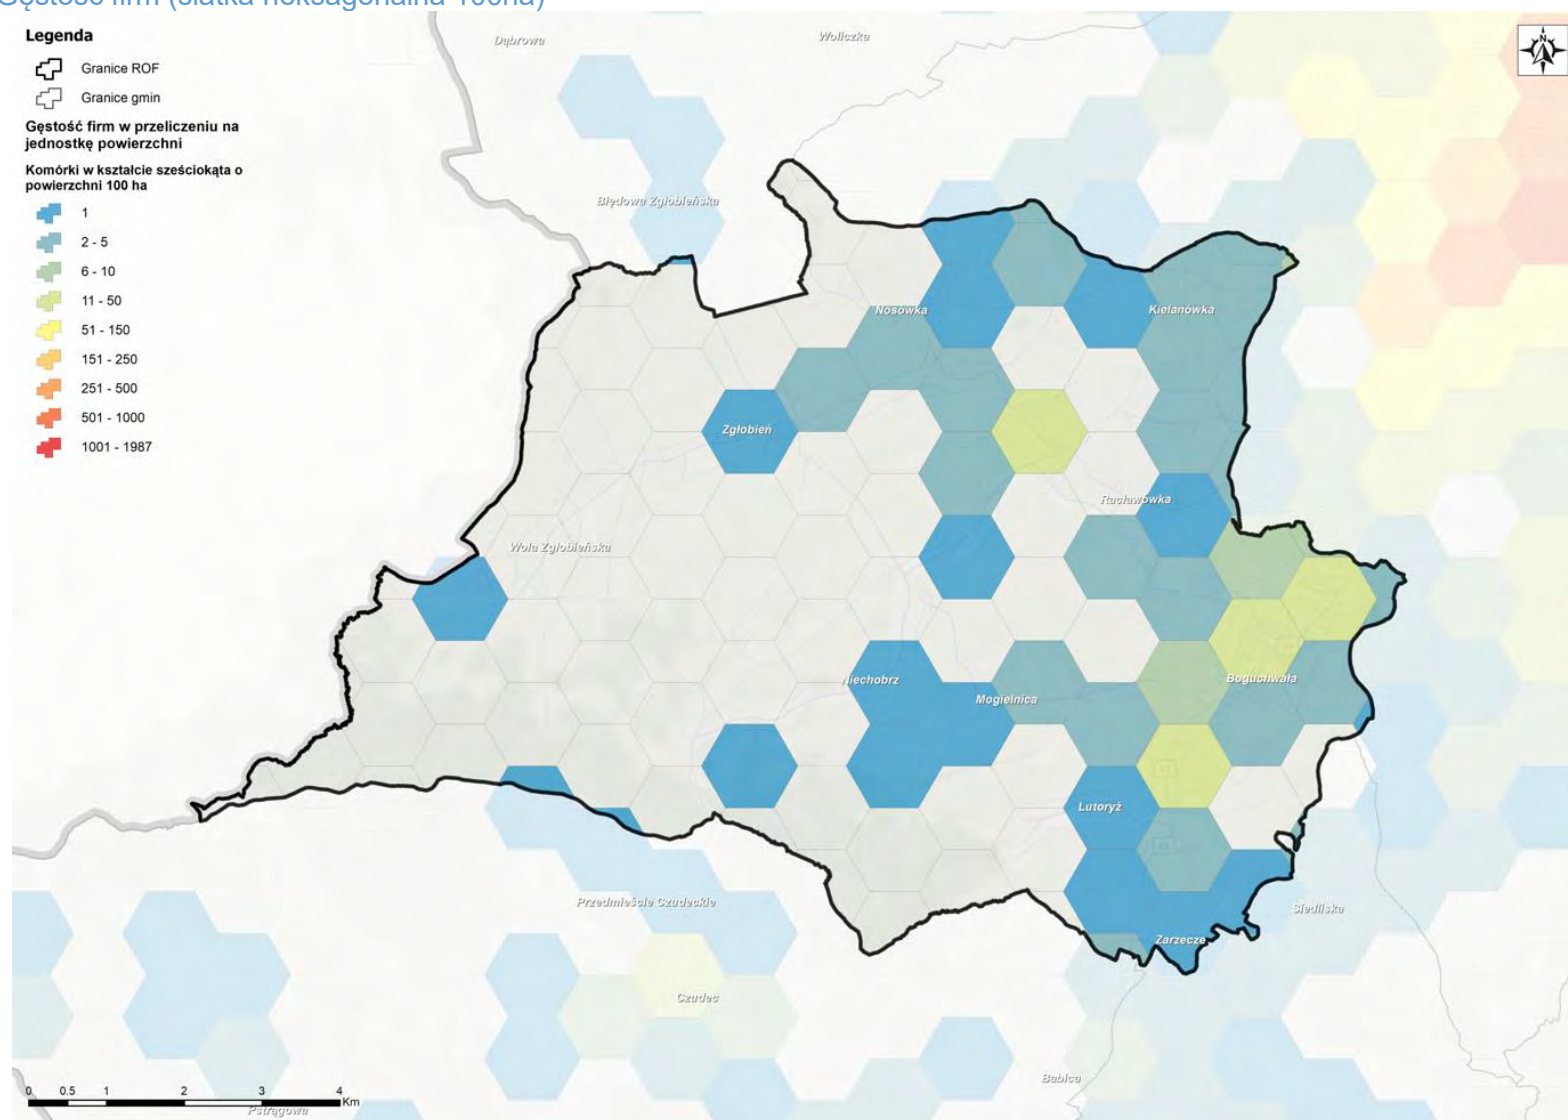 Gęstość firm (siatka heksagonalna 100ha)
Legenda
Granice ROF
Granice gmin
Gęstość firm w przeliczeniu na
jednostkę powierzchni
Komórki w kształcie sześciokąta o
powierzchni 100 ha
1
2 - 5
6 - 10
11 - 50
51 - 150
151 - 250
251 - 500
501 - 1000
1001 - 1987
N
Dąbrowa
Woliczka
Błędowa Zgłobieńska
Nosówka
Kielanówka
Zgłobień
Racławówka
Wola Zgłobieńska
Niechobrz
Mogielnica
Boguchwała
Lutoryż
Przedmieście Czudeckie
Siedliska
Zarzecze
Czudec
Babica
Pstrągowa
0 0.5 1 2 3 4
Km